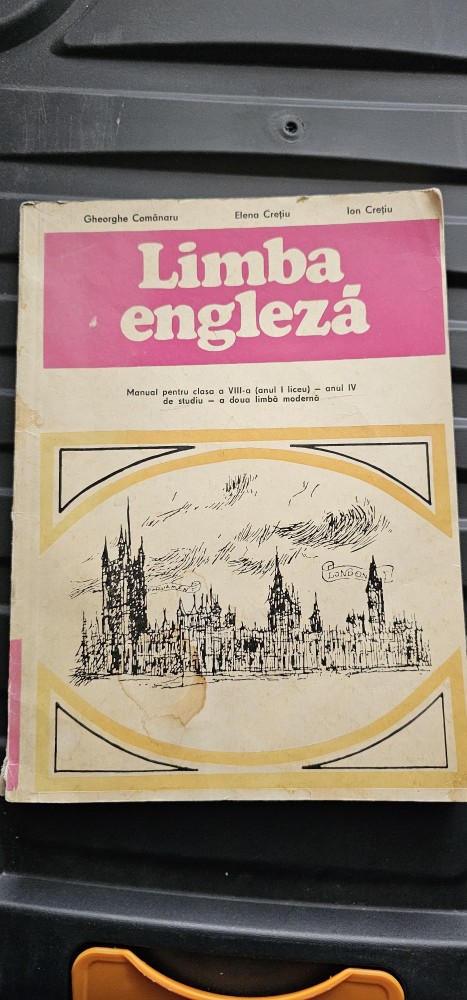 Gheorghe Comănaru Elena Crețiu Ion Crețiu
Limba
engleză
Manual pentru clasa a VIII-a (anul I liceu) – anul IV
de studiu – a doua limbă modernă
LONDON